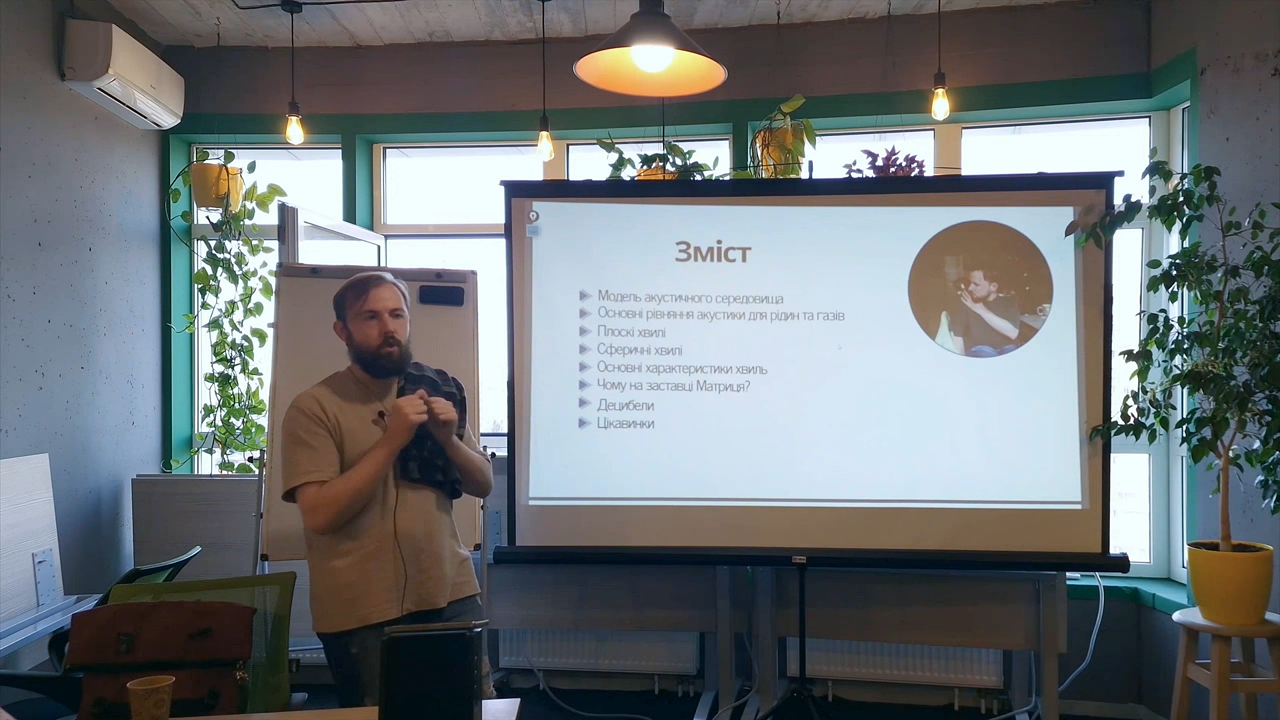 Зміст
Модель акустичного середовища
Основні рівняння акустики для рідин та газів
Плоскі хвилі
Сферичні хвилі
Основні характеристики хвиль
Чому на заставці Матриця?
Децибели
Цікавинки